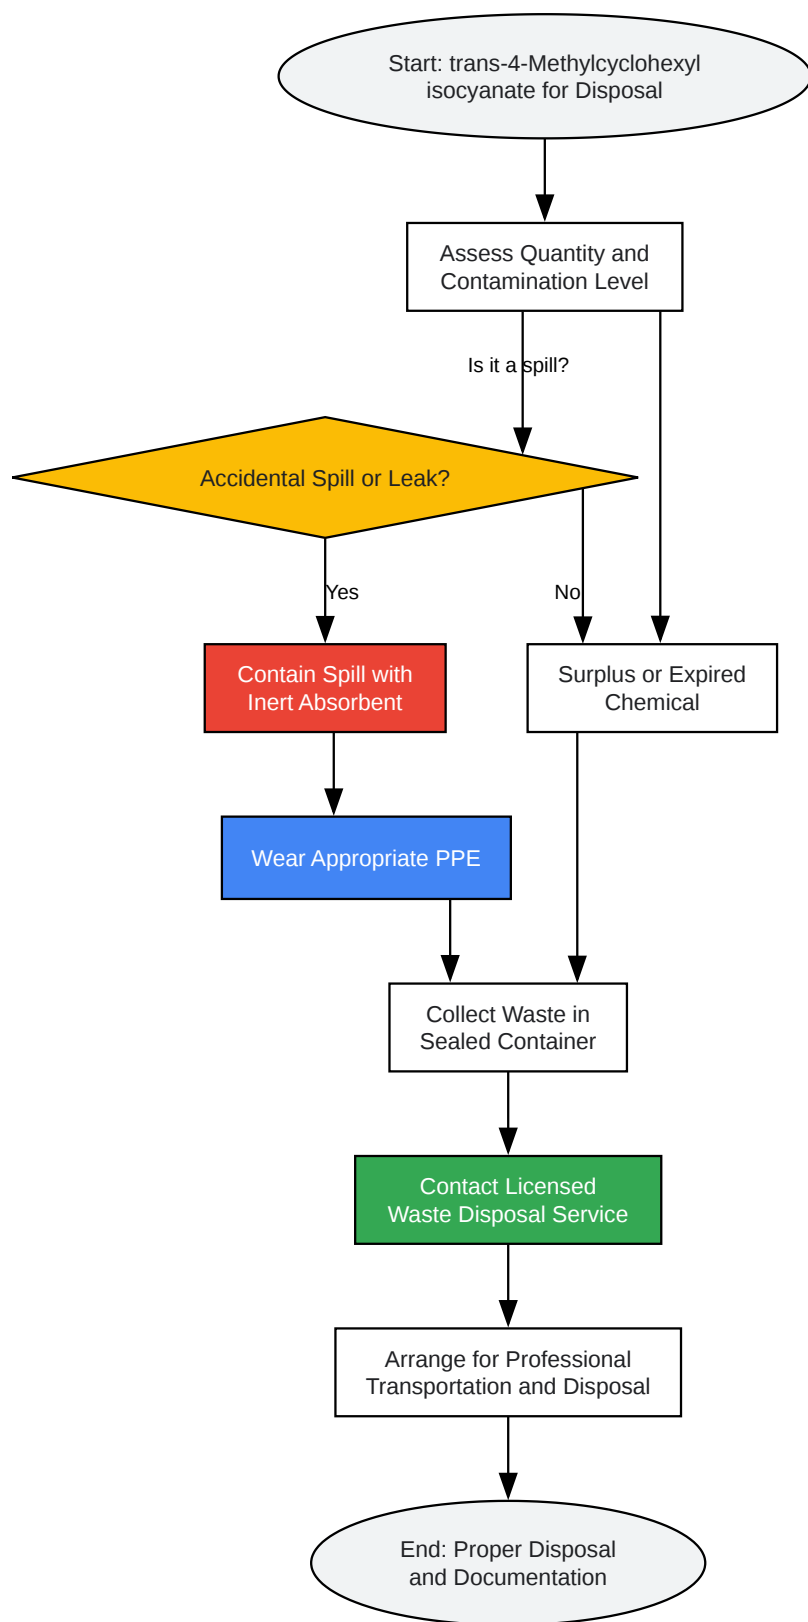 Start: trans-4-Methylcyclohexyl
isocyanate for Disposal
Assess Quantity and
Contamination Level
Is it a spill?
Accidental Spill or Leak?
Yes
No
Contain Spill with
Inert Absorbent
Surplus or Expired
Chemical
Wear Appropriate PPE
Collect Waste in
Sealed Container
Contact Licensed
Waste Disposal Service
Arrange for Professional
Transportation and Disposal
End: Proper Disposal
and Documentation